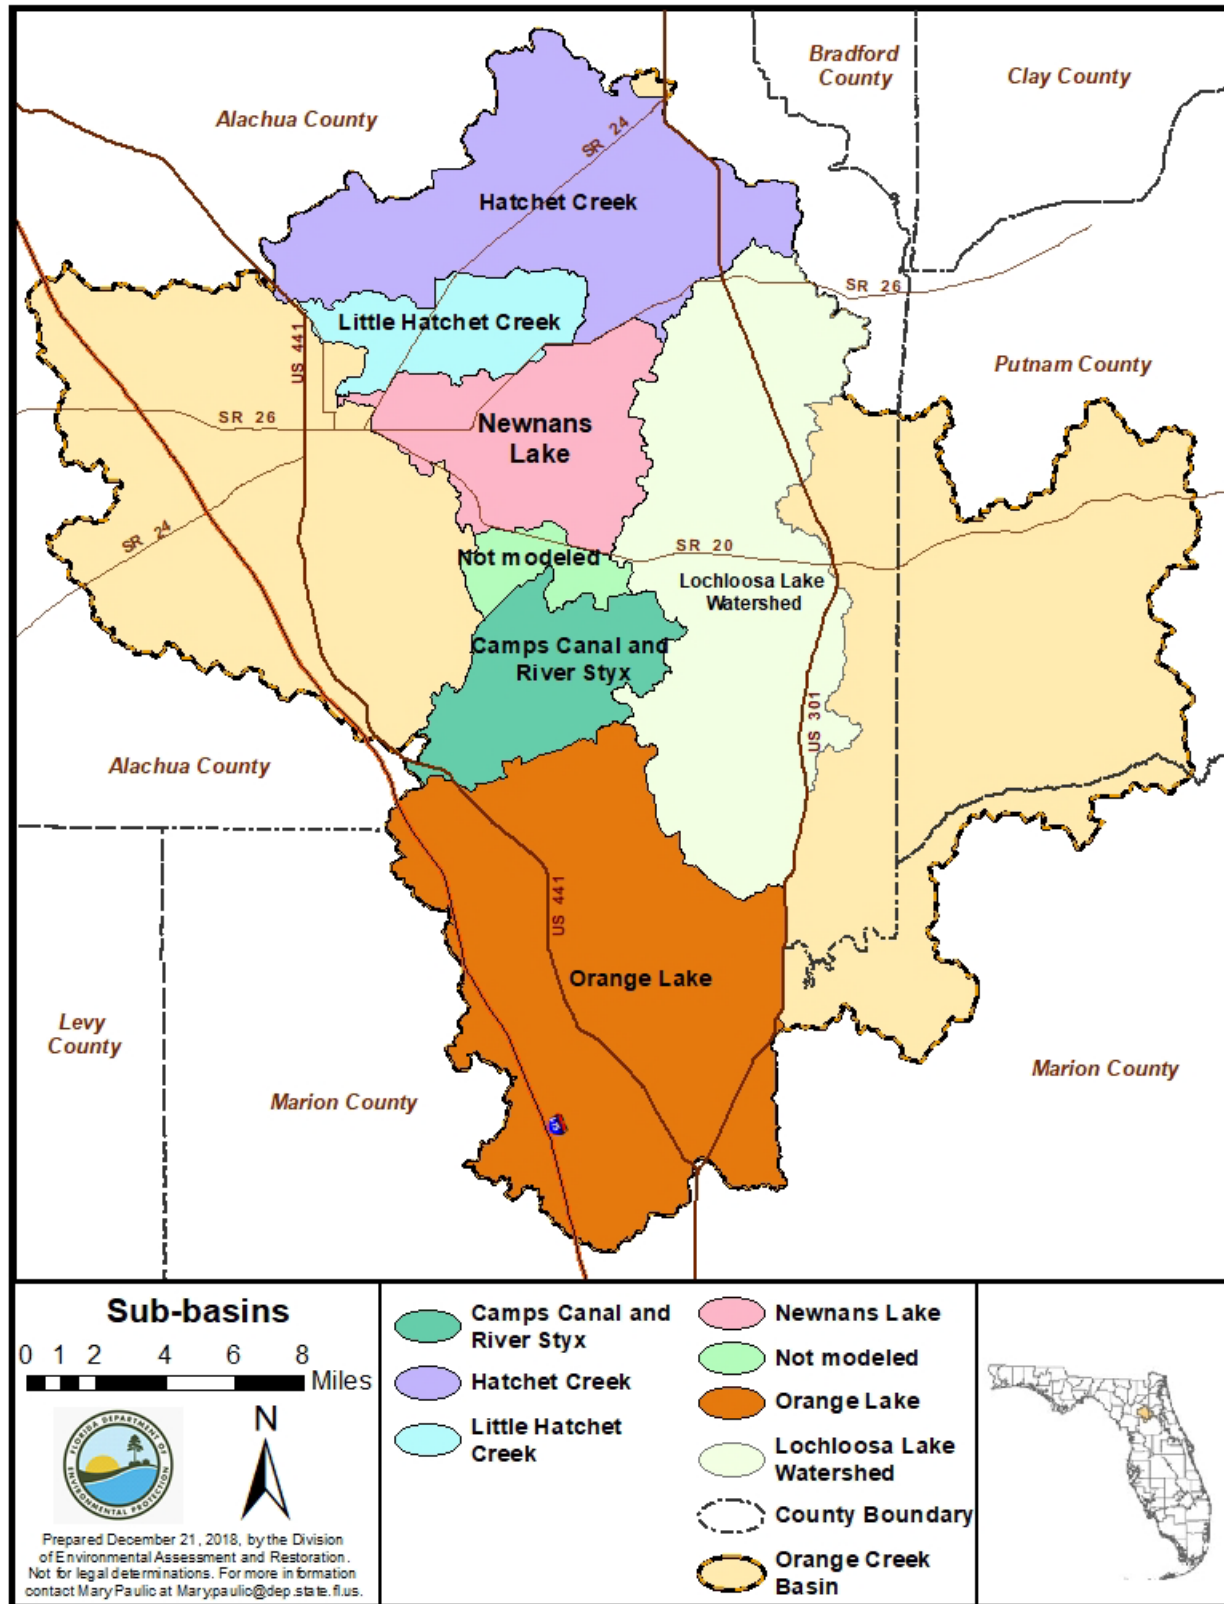 Bradford
County
Clay County
Alachua County
SR 24
Hatchet Creek
SR 26
Little Hatchet Creek
US 441
Putnam County
SR 26
Newnans
Lake
SR 24
Not modeled
SR 20
Lochloosa Lake
Watershed
Camps Canal and
River Styx
US 301
Alachua County
US 441
Orange Lake
Levy
County
Marion County
Marion County
Sub-basins
0 1 2 4 6 8
Miles
N
FLORIDA DEPARTMENT OF
ENVIRONMENTAL PROTECTION
Prepared December 21, 2018, by the Division
of Environmental Assessment and Restoration.
Not for legal determinations. For more information
contact Mary Paulic at Mary.paulic@dep.state.fl.us.
Camps Canal and
River Styx
Hatchet Creek
Little Hatchet
Creek
Newnans Lake
Not modeled
Orange Lake
Lochloosa Lake
Watershed
County Boundary
Orange Creek
Basin